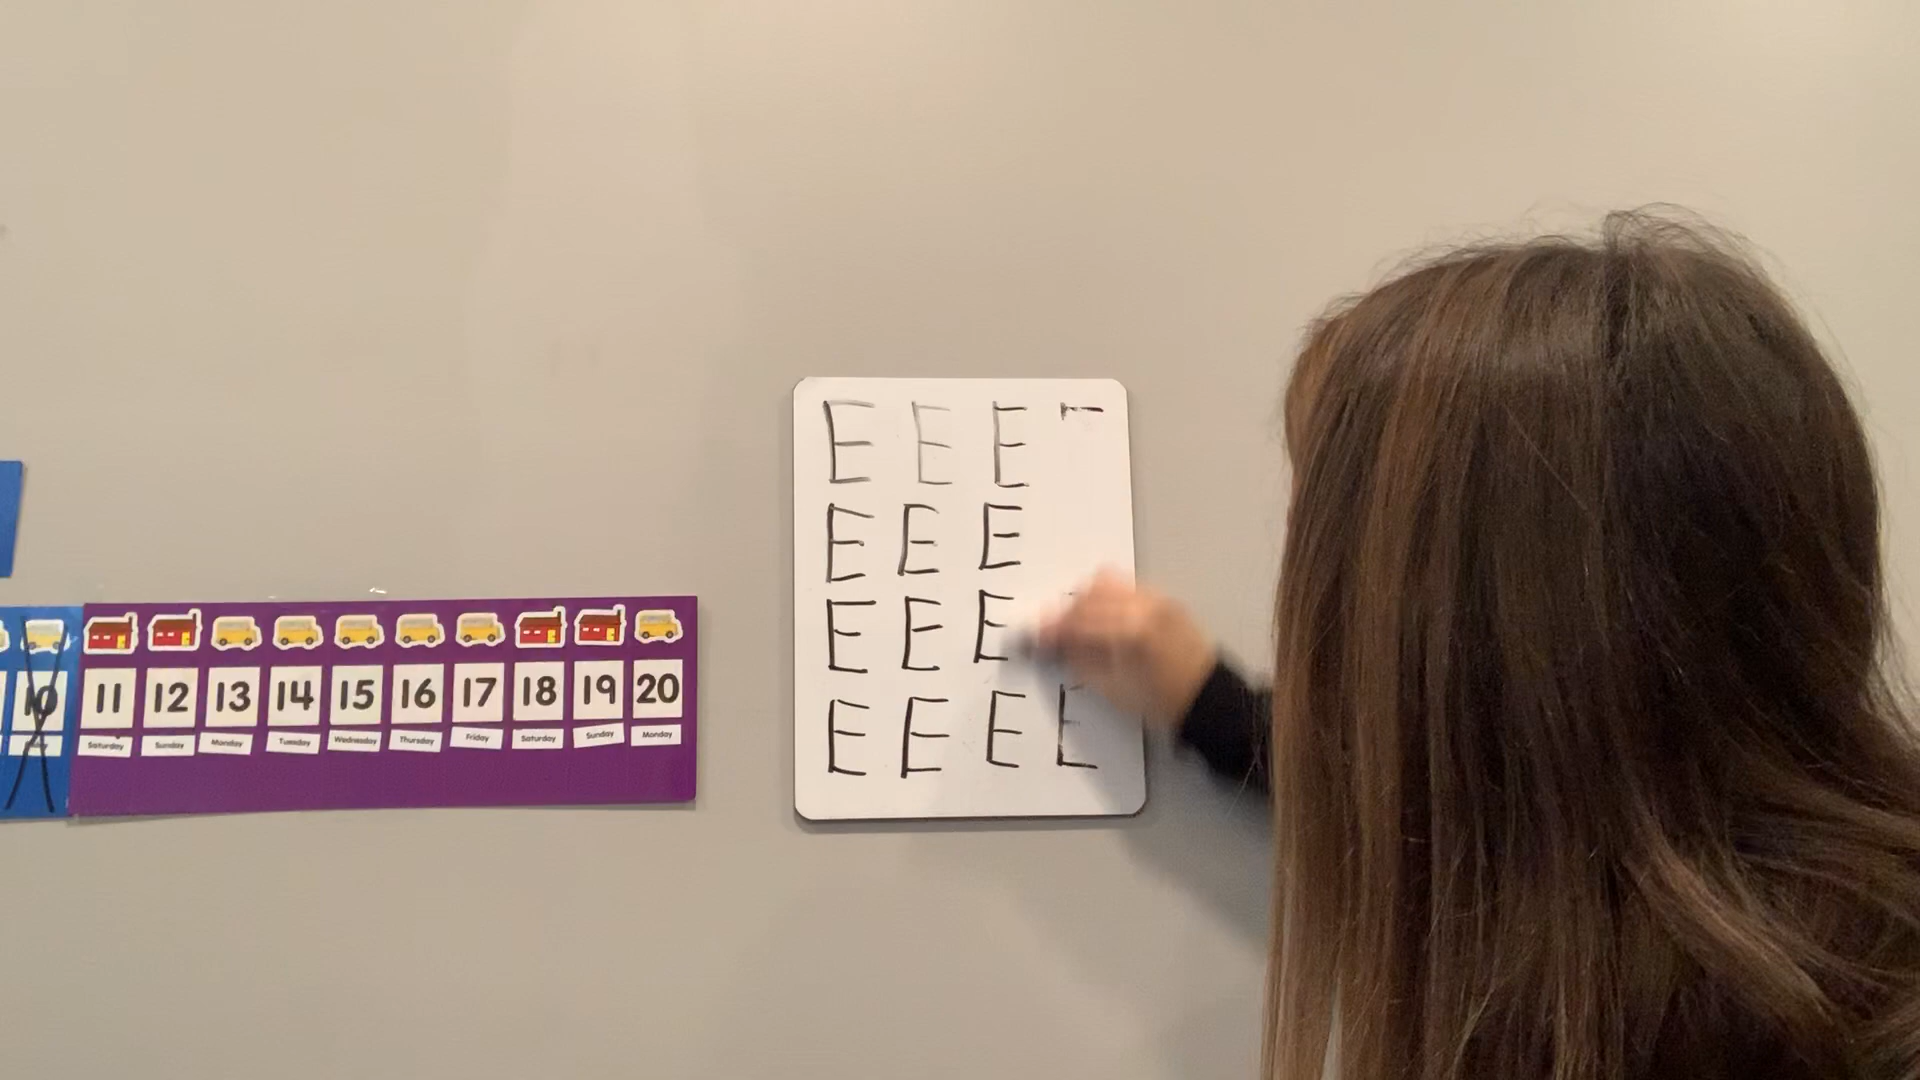 E E E
E E E
E E E
E E E E
10 11 12 13 14 15 16 17 18 19 20
Saturday Sunday Monday Tuesday Wednesday Thursday Friday Saturday Sunday Monday